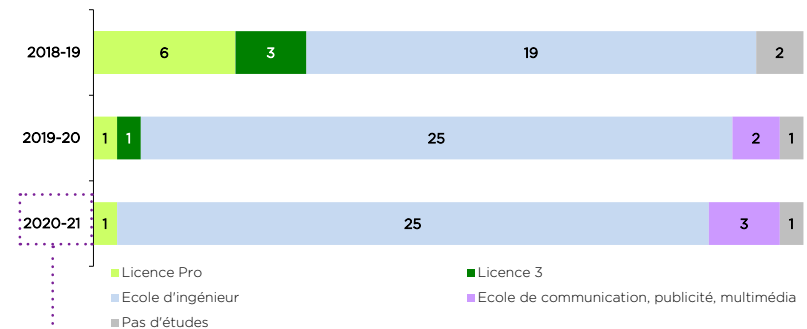 2018-19 6 3 19 2
2019-20 1 1 25 2 1
2020-21 1 25 3 1
Licence Pro Licence 3
Ecole d'ingénieur Ecole de communication, publicité, multimédia
Pas d'études